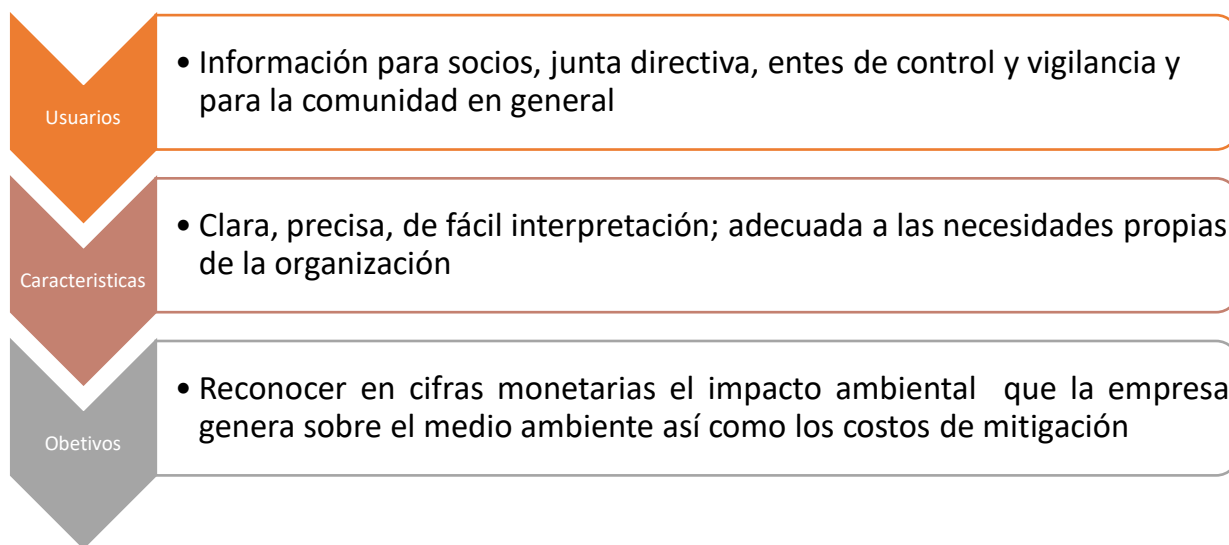 Usuarios
• Información para socios, junta directiva, entes de control y vigilancia y
para la comunidad en general
Caracteristicas
• Clara, precisa, de fácil interpretación; adecuada a las necesidades propias
de la organización
Obetivos
• Reconocer en cifras monetarias el impacto ambiental que la empresa
genera sobre el medio ambiente así como los costos de mitigación